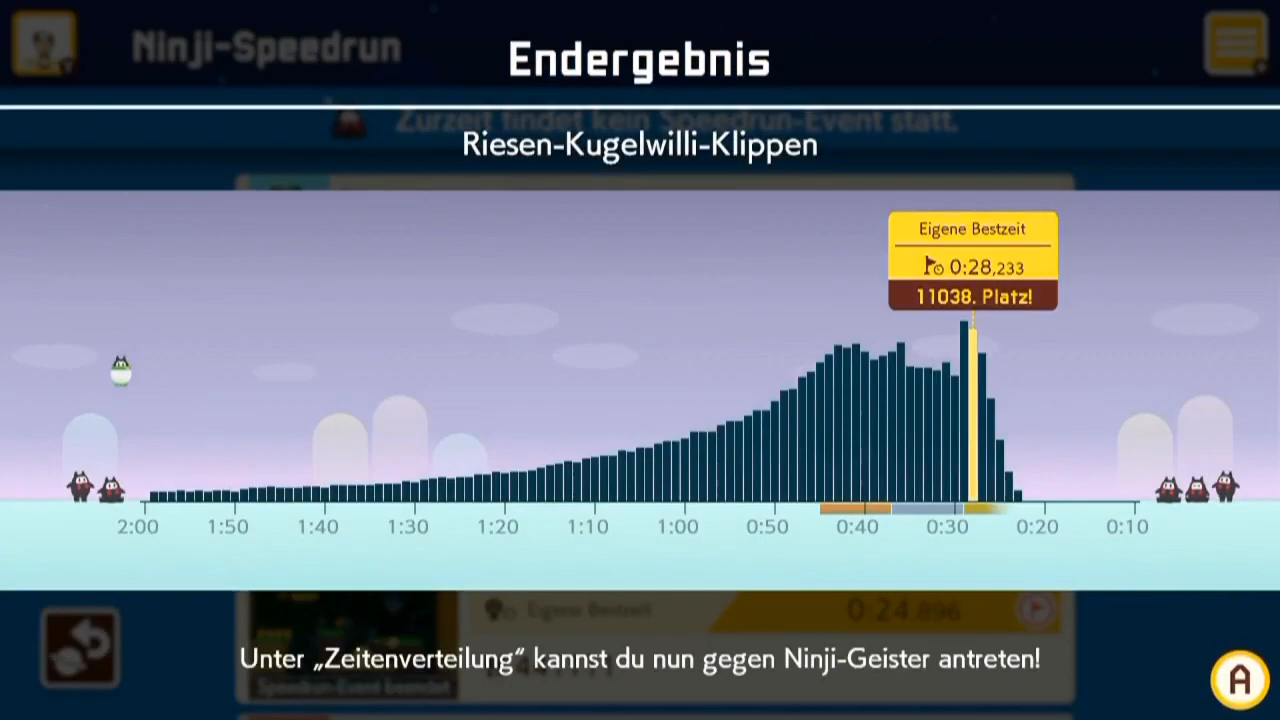 Ninji-Speedrun
Endergebnis
Zurzeit findet kein Speedrun-Event statt.
Riesen-Kugelwilli-Klippen
Eigene Bestzeit
0:28,233
11038. Platz!
2:00 1:50 1:40 1:30 1:20 1:10 1:00 0:50 0:40 0:30 0:20 0:10
Eigene Bestzeit 0:24.896
Unter „Zeitenverteilung“ kannst du nun gegen Ninji-Geister antreten!
Speedrun-Event beendet
A